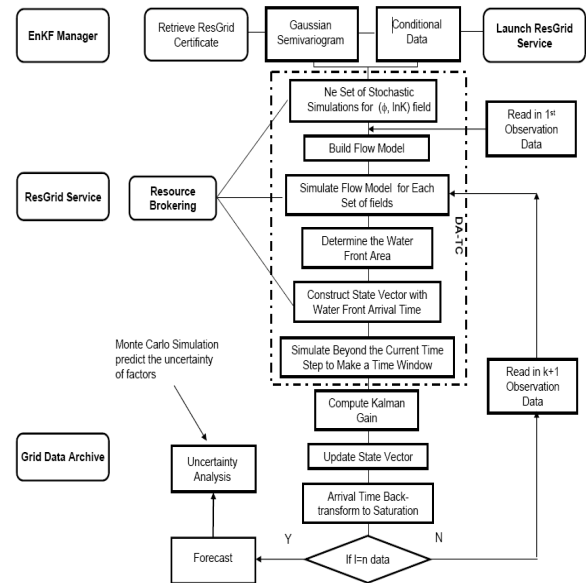 EnKF Manager
Retrieve ResGrid
Certificate
Gaussian
Semivariogram
Conditional
Data
Launch ResGrid
Service
Ne Set of Stochastic
Simulations for (ϕ, lnK) field
Read in 1st
Observation
Data
Build Flow Model
ResGrid Service
Resource
Brokering
Simulate Flow Model for Each
Set of fields
DA-TC
Determine the Water
Front Area
Construct State Vector with
Water Front Arrival Time
Monte Carlo Simulation
predict the uncertainty
of factors
Simulate Beyond the Current Time
Step to Make a Time Window
Read in k+1
Observation
Data
Compute Kalman
Gain
Grid Data Archive
Uncertainty
Analysis
Update State Vector
Arrival Time Back-
transform to Saturation
Forecast
Y
If l=n data
N